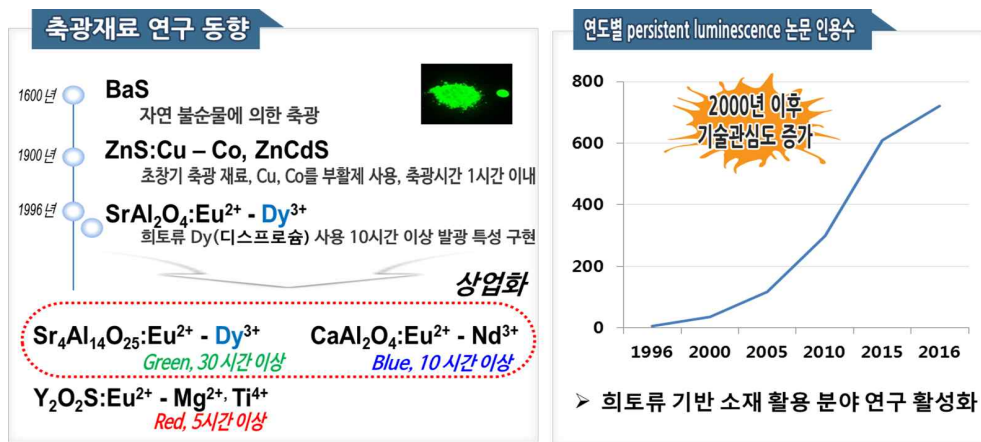 축광재료 연구 동향
1600년
BaS
자연 불순물에 의한 축광
1900년
ZnS:Cu – Co, ZnCdS
초창기 축광 재료, Cu, Co를 부활제 사용, 축광시간 1시간 이내
1996년
SrAl₂O₄:Eu²⁺ - Dy³⁺
희토류 Dy(디스프로슘) 사용 10시간 이상 발광 특성 구현
상업화
Sr₄Al₁₄O₂₅:Eu²⁺ - Dy³⁺
Green, 30 시간 이상
CaAl₂O₄:Eu²⁺ - Nd³⁺
Blue, 10 시간 이상
Y₂O₂S:Eu²⁺ - Mg²⁺, Ti⁴⁺
Red, 5시간 이상
연도별 persistent luminescence 논문 인용수
2000년 이후
기술관심도 증가
800
600
400
200
0
1996 2000 2005 2010 2015 2016
➢ 희토류 기반 소재 활용 분야 연구 활성화